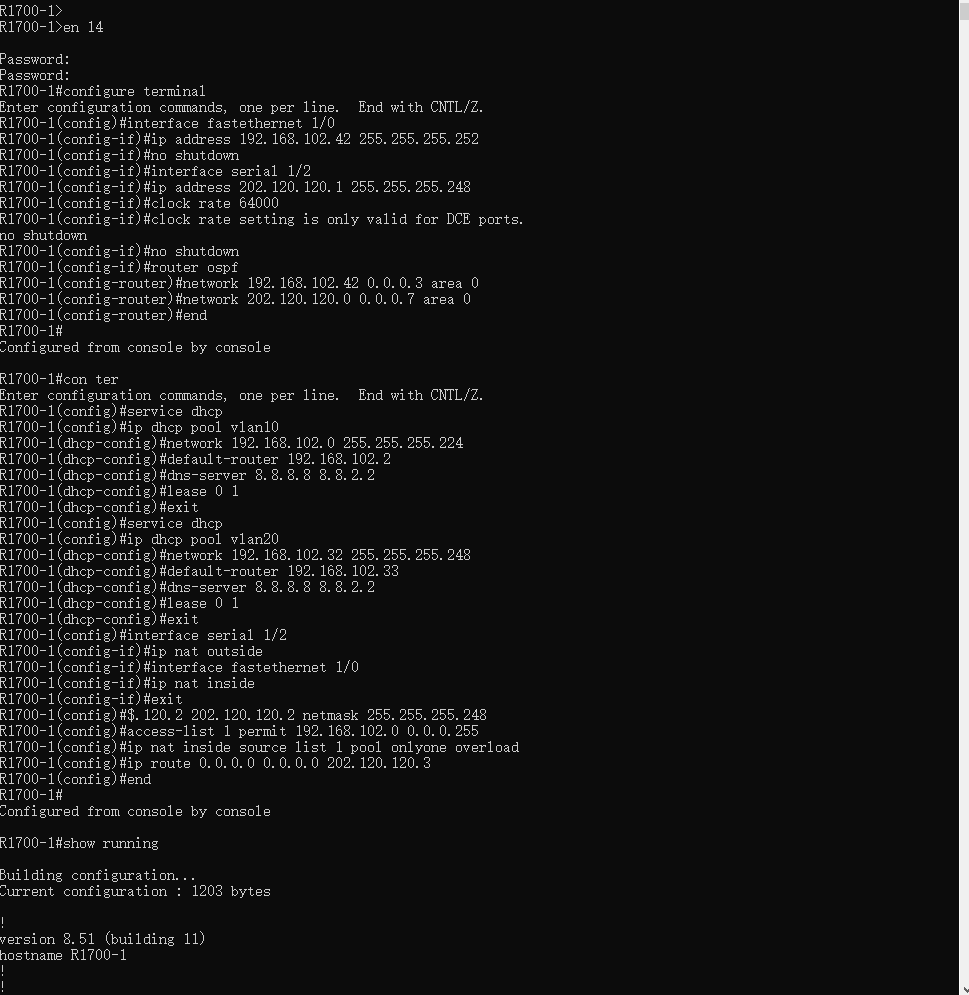 R1700-1>
R1700-1>en 14
Password:
Password:
R1700-1#configure terminal
Enter configuration commands, one per line.  End with CNTL/Z.
R1700-1(config)#interface fastethernet 1/0
R1700-1(config-if)#ip address 192.168.102.42 255.255.255.252
R1700-1(config-if)#no shutdown
R1700-1(config-if)#interface serial 1/2
R1700-1(config-if)#ip address 202.120.120.1 255.255.255.248
R1700-1(config-if)#clock rate 64000
R1700-1(config-if)#clock rate setting is only valid for DCE ports.
no shutdown
R1700-1(config-if)#no shutdown
R1700-1(config-if)#router ospf
R1700-1(config-router)#network 192.168.102.42 0.0.0.3 area 0
R1700-1(config-router)#network 202.120.120.0 0.0.0.7 area 0
R1700-1(config-router)#end
R1700-1#
Configured from console by console
R1700-1#con ter
Enter configuration commands, one per line.  End with CNTL/Z.
R1700-1(config)#service dhcp
R1700-1(config)#ip dhcp pool vlan10
R1700-1(dhcp-config)#network 192.168.102.0 255.255.255.224
R1700-1(dhcp-config)#default-router 192.168.102.2
R1700-1(dhcp-config)#dns-server 8.8.8.8 8.8.2.2
R1700-1(dhcp-config)#lease 0 1
R1700-1(dhcp-config)#exit
R1700-1(config)#service dhcp
R1700-1(config)#ip dhcp pool vlan20
R1700-1(dhcp-config)#network 192.168.102.32 255.255.255.248
R1700-1(dhcp-config)#default-router 192.168.102.33
R1700-1(dhcp-config)#dns-server 8.8.8.8 8.8.2.2
R1700-1(dhcp-config)#lease 0 1
R1700-1(dhcp-config)#exit
R1700-1(config)#interface serial 1/2
R1700-1(config-if)#ip nat outside
R1700-1(config-if)#interface fastethernet 1/0
R1700-1(config-if)#ip nat inside
R1700-1(config-if)#exit
R1700-1(config)#$.120.2 202.120.120.2 netmask 255.255.255.248
R1700-1(config)#access-list 1 permit 192.168.102.0 0.0.0.255
R1700-1(config)#ip nat inside source list 1 pool onlyone overload
R1700-1(config)#ip route 0.0.0.0 0.0.0.0 202.120.120.3
R1700-1(config)#end
R1700-1#
Configured from console by console
R1700-1#show running
Building configuration...
Current configuration : 1203 bytes
!
version 8.51 (building 11)
hostname R1700-1
!
!